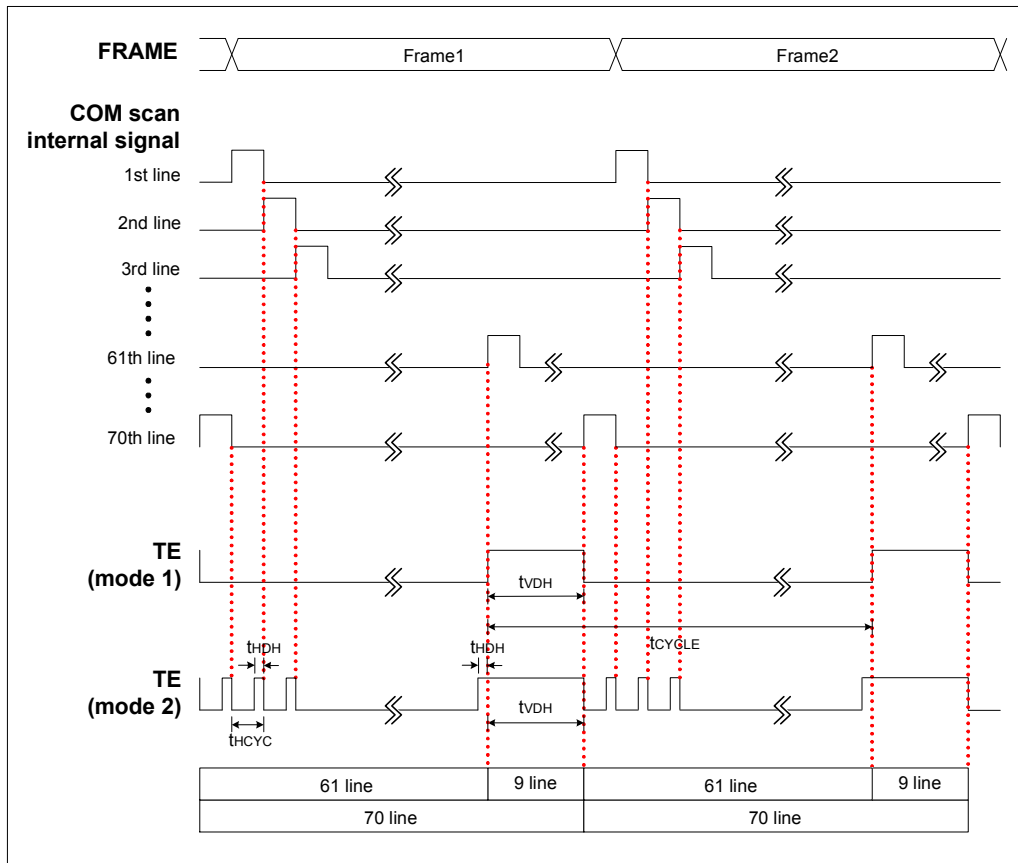 FRAME
Frame1
Frame2
COM scan
internal signal
1st line
2nd line
3rd line
61th line
70th line
TE
(mode 1)
tVDH
tCYCLE
tHDH
tHDH
TE
(mode 2)
tVDH
tHCYC
61 line
9 line
61 line
9 line
70 line
70 line